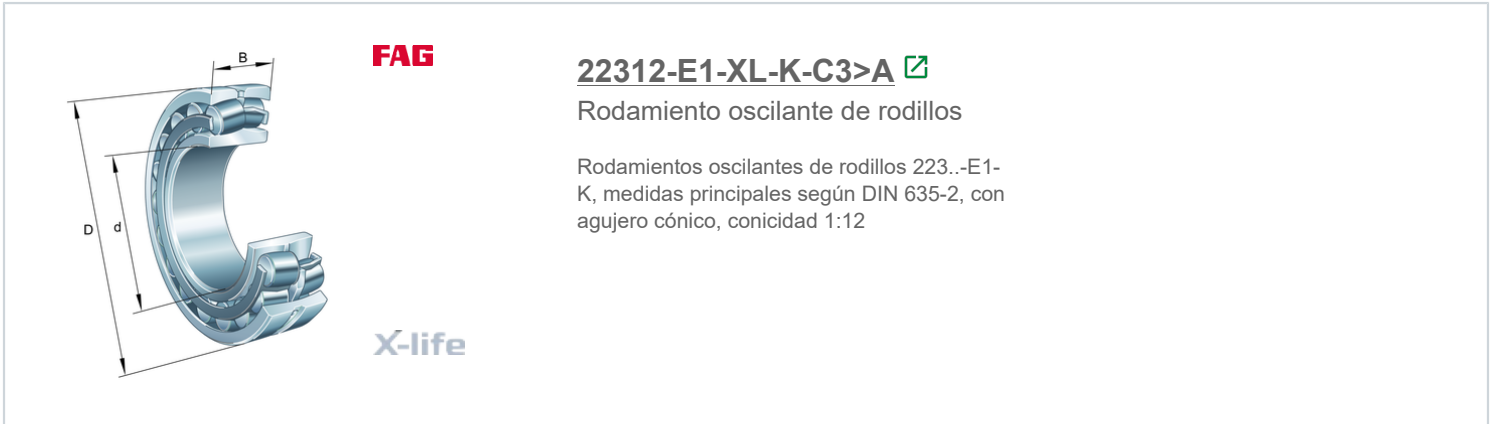 B
FAG
22312-E1-XL-K-C3>A
Rodamiento oscilante de rodillos
Rodamientos oscilantes de rodillos 223..-E1-
K, medidas principales según DIN 635-2, con
agujero cónico, conicidad 1:12
D
d
X-life